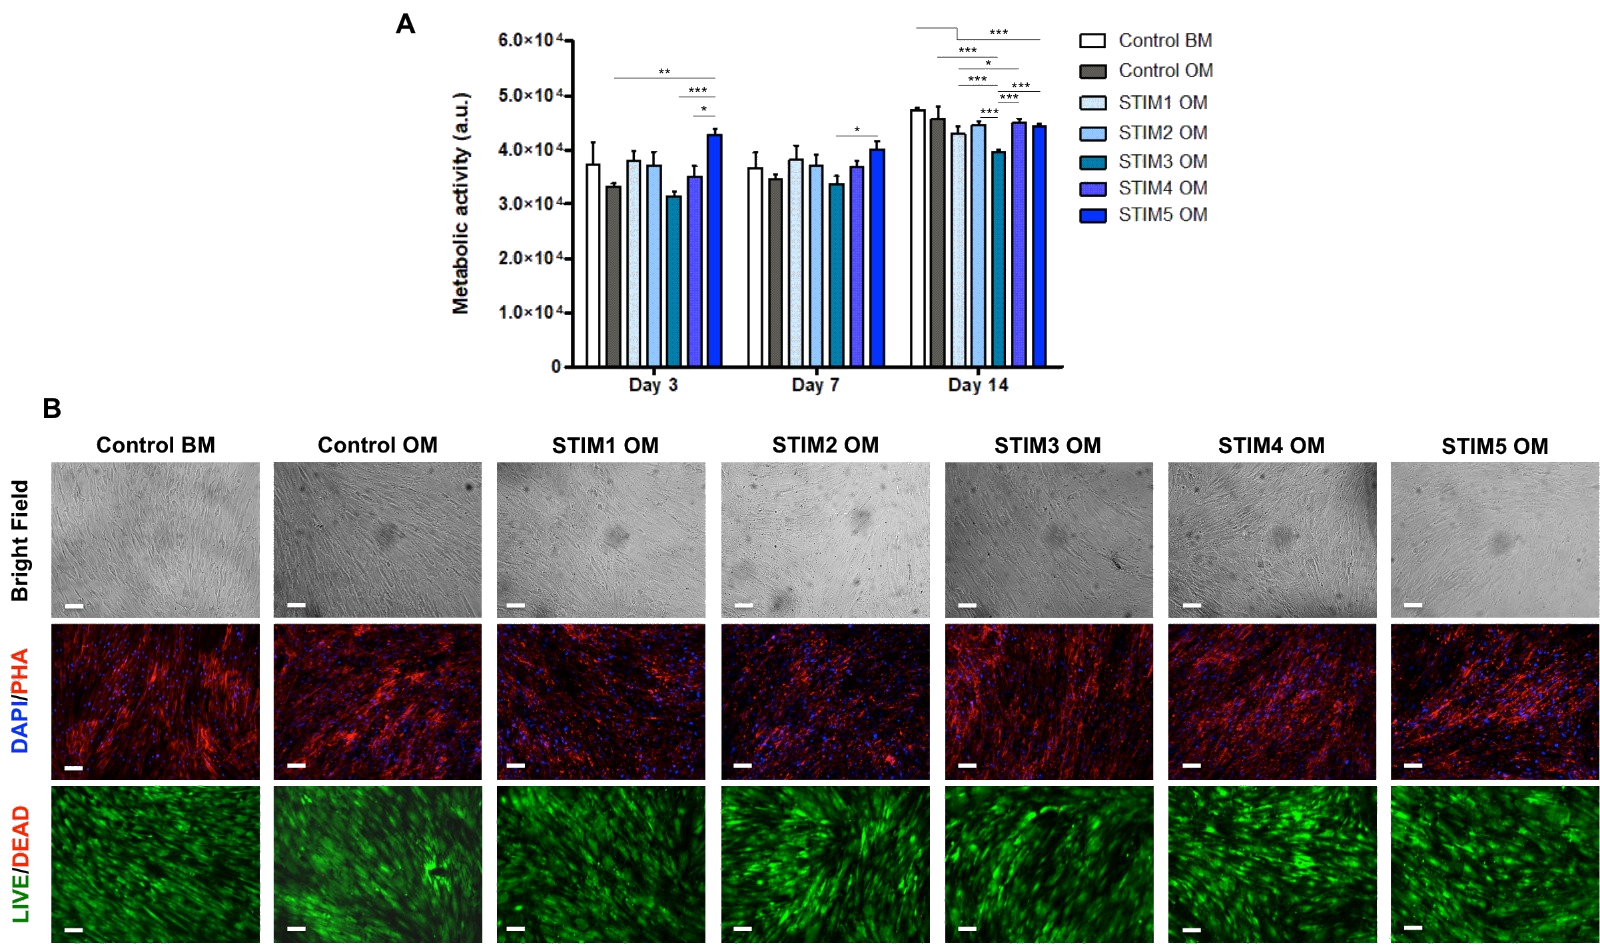 A
Metabolic activity (a.u.)
6.0×10⁴
5.0×10⁴
4.0×10⁴
3.0×10⁴
2.0×10⁴
1.0×10⁴
0
**
***
*
*
***
***
*
***
***
***
***
Day 3 Day 7 Day 14
Control BM
Control OM
STIM1 OM
STIM2 OM
STIM3 OM
STIM4 OM
STIM5 OM
B
Control BM Control OM STIM1 OM STIM2 OM STIM3 OM STIM4 OM STIM5 OM
Bright Field
DAPI/PHA
LIVE/DEAD